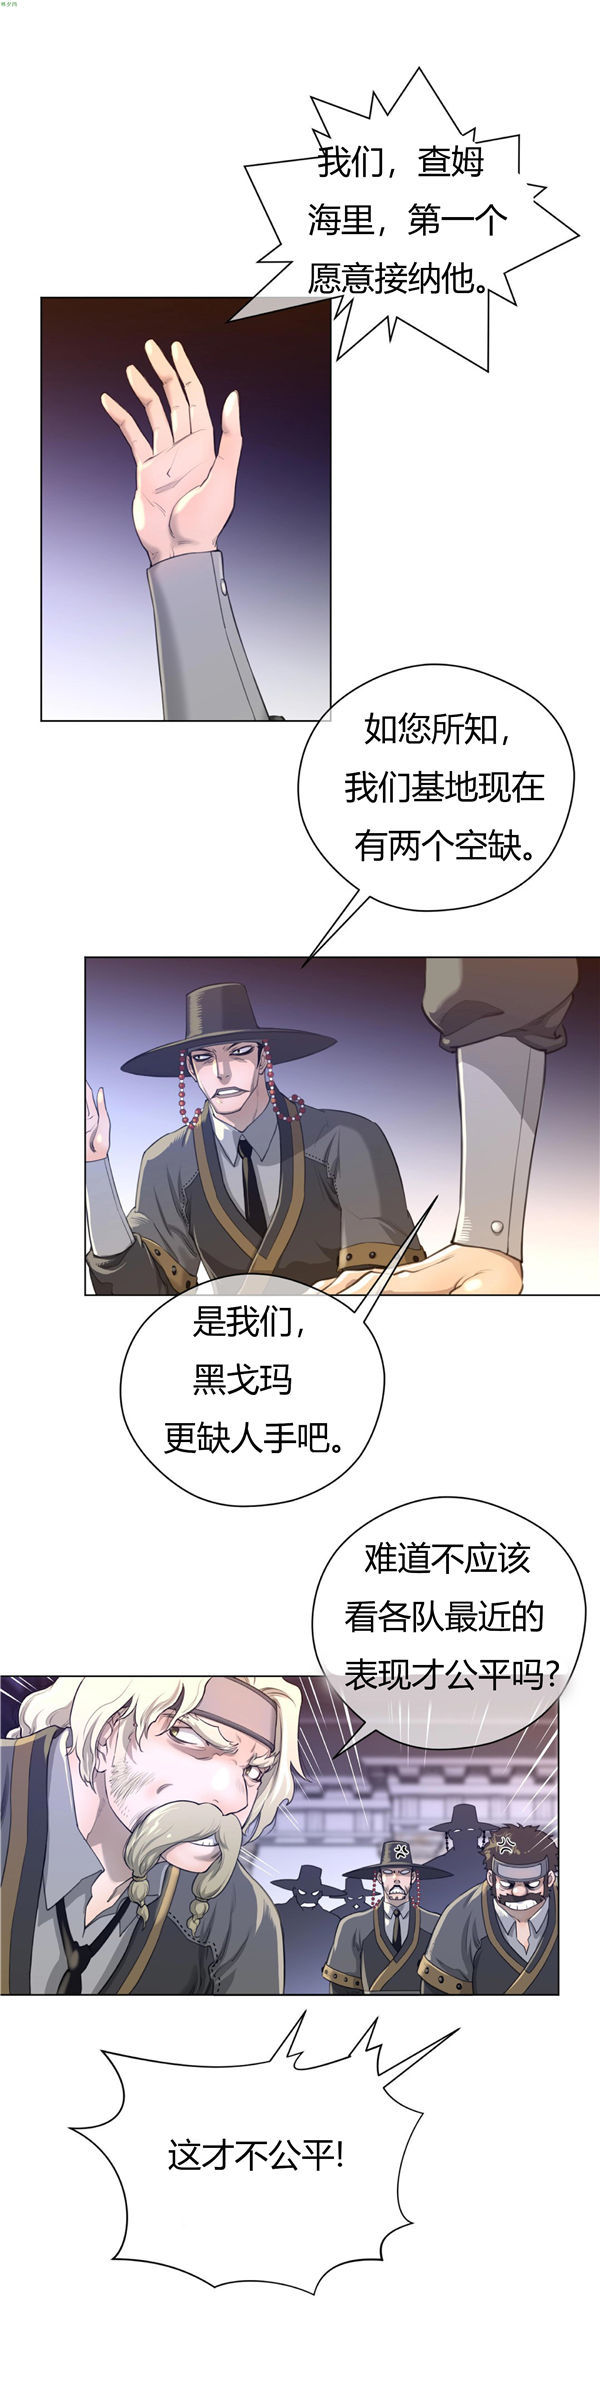 我们，查姆
海里，第一个
愿意接纳他。
如您所知，
我们基地现在
有两个空缺。
是我们，
黑戈玛
更缺人手吧。
难道不应该
看各队最近的
表现才公平吗?
这才不公平!